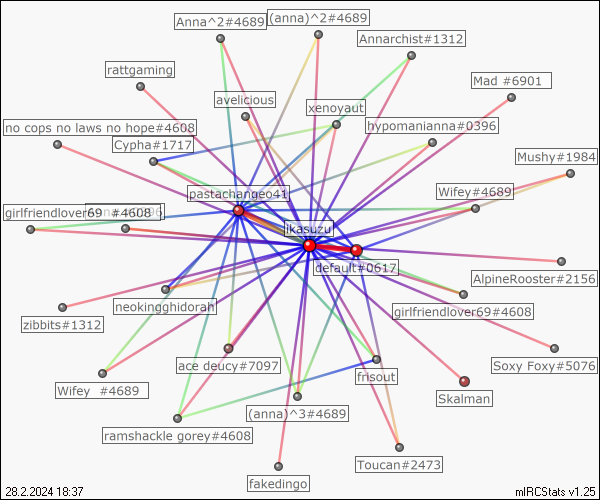 Anna^2#4689
(anna)^2#4689
Annarchist#1312
rattgaming
Mad #6901
avelicious
xenoyaut
no cops no laws no hope#4608
hypomanianna#0396
Cypha#1717
Mushy#1984
pastachange041
Wifey#4689
girlfriendlover69 #4608
jikasuzu
default#0617
AlpineRooster#2156
neokingghidorah
girlfriendlover69#4608
zibbits#1312
ace deucy#7097
Soxy Foxy#5076
frisout
Wifey #4689
Skalman
(anna)^3#4689
ramshackle gorey#4608
Toucan#2473
fakedingo
28.2.2024 18:37
mIRCStats v1.25